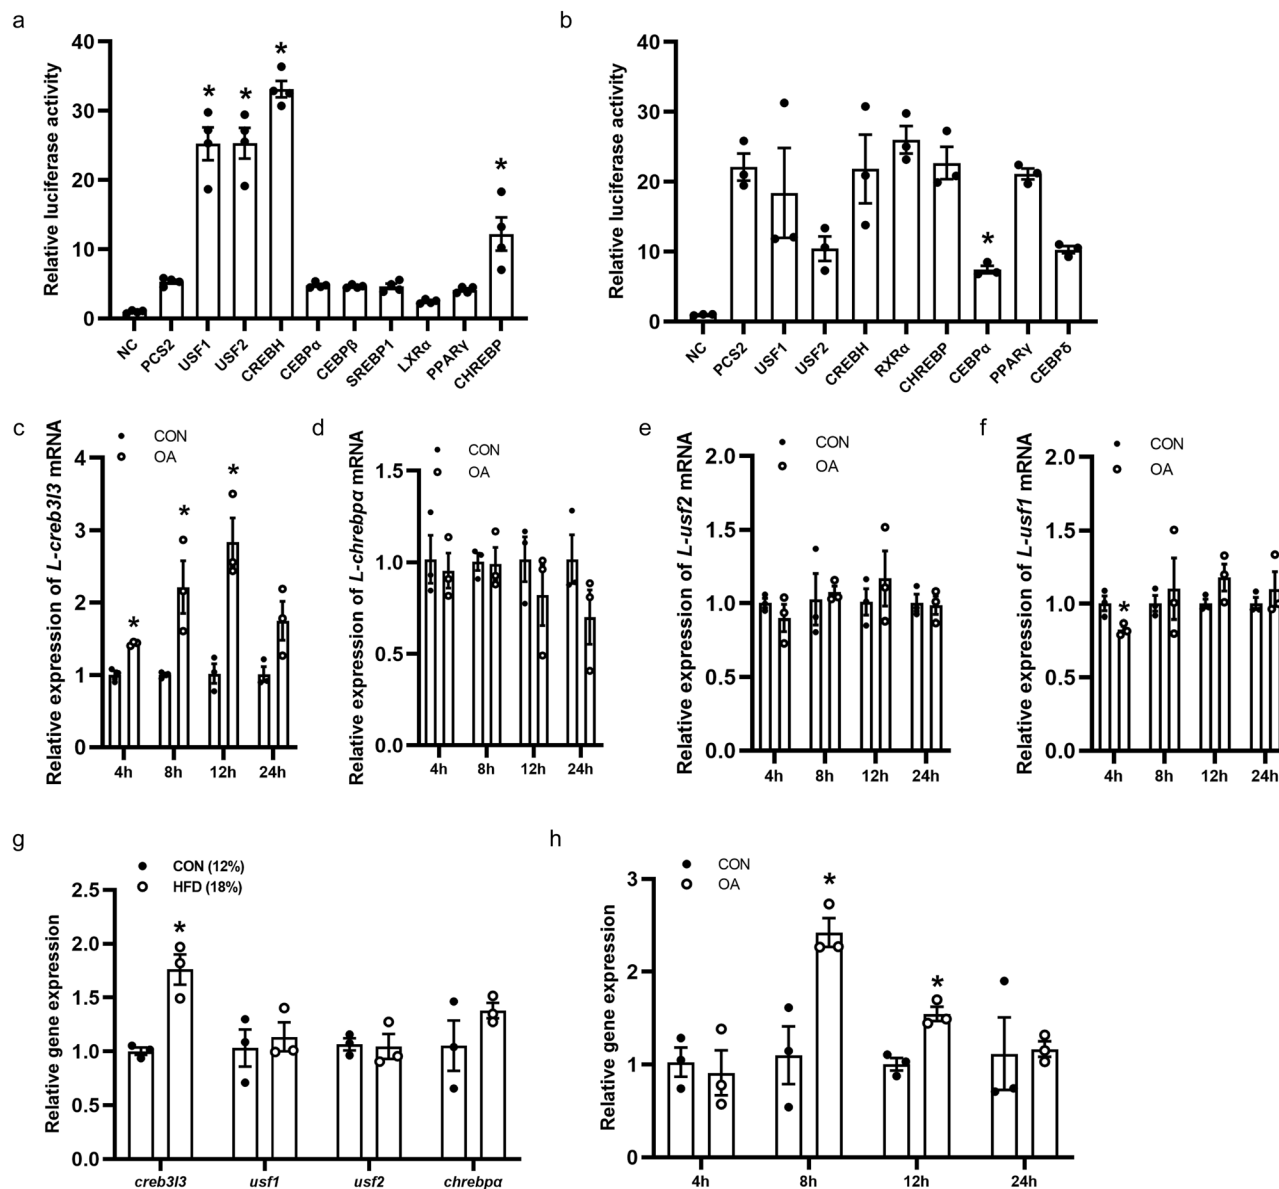 a
Relative luciferase activity
40
30
20
10
0
* * * *
NC PCS2 USF1 USF2 CREBH CEBPα CEBPβ SREBP1 LXRα PPARγ CHREBP
b
Relative luciferase activity
40
30
20
10
0
*
NC PCS2 USF1 USF2 CREBH RXRα CHREBP CEBPα PPARγ CEBPδ
c
Relative expression of L-creb3l3 mRNA
CON
OA
4
3
2
1
0
* * *
4h 8h 12h 24h
d
Relative expression of L-chrebpα mRNA
CON
OA
1.5
1.0
0.5
0.0
4h 8h 12h 24h
e
Relative expression of L-usf2 mRNA
CON
OA
2.0
1.5
1.0
0.5
0.0
4h 8h 12h 24h
f
Relative expression of L-usf1 mRNA
CON
OA
2.0
1.5
1.0
0.5
0.0
*
4h 8h 12h 24h
g
Relative gene expression
CON (12%)
HFD (18%)
2.5
2.0
1.5
1.0
0.5
0.0
*
creb3l3 usf1 usf2 chrebpα
h
Relative gene expression
CON
OA
3
2
1
0
* *
4h 8h 12h 24h